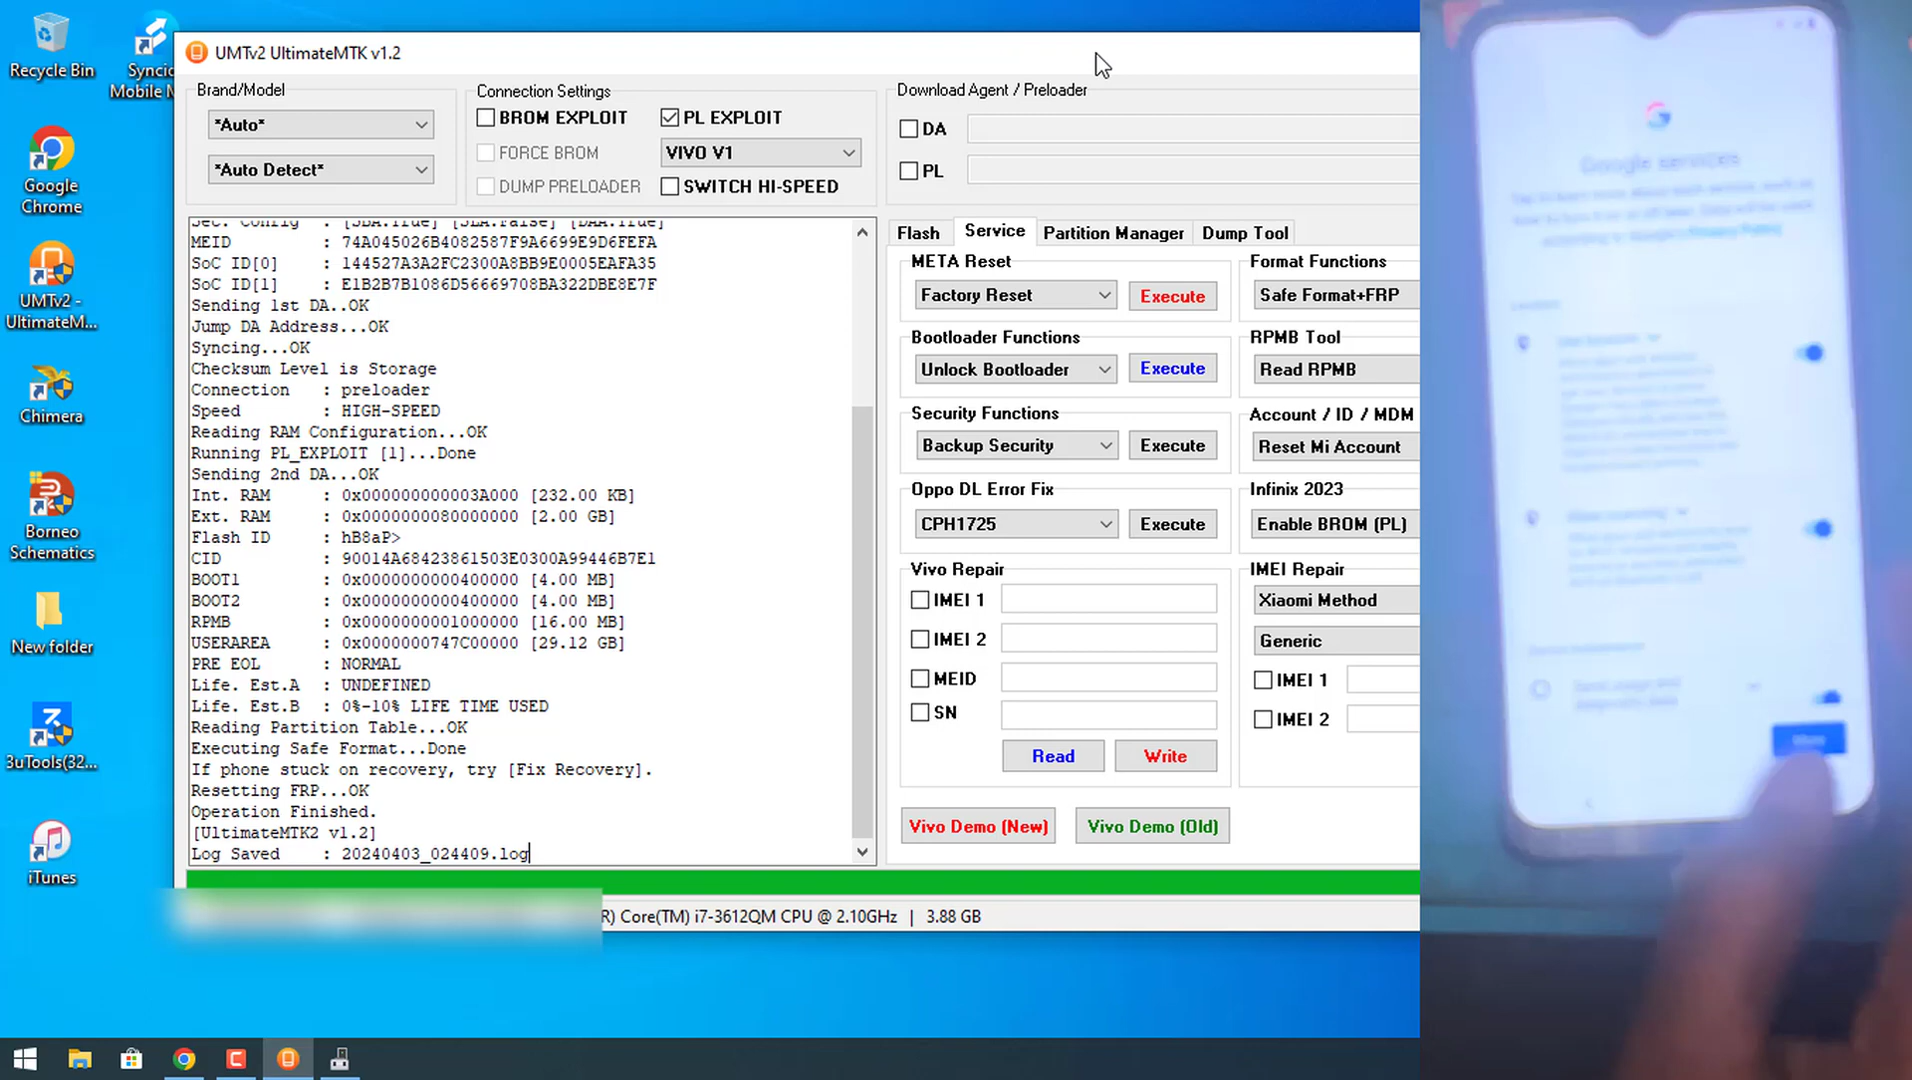 Recycle Bin
Syncio
Mobile M
Google
Chrome
UMTv2 -
UltimateM...
Chimera
Borneo
Schematics
New folder
3uTools(32...
iTunes
UMTv2 UltimateMTK v1.2
Brand/Model
*Auto*
*Auto Detect*
Connection Settings
BROM EXPLOIT
PL EXPLOIT
FORCE BROM
VIVO V1
DUMP PRELOADER
SWITCH HI-SPEED
Download Agent / Preloader
DA
PL
Sec. Config : [SBA.True] [SLA.False] [DAA.True]
MEID : 74A045026B4082587F9A6699E9D6FEFA
SoC ID[0] : 144527A3A2FC2300A8BB9E0005EAFA35
SoC ID[1] : E1B2B7B1086D56669708BA322DBE8E7F
Sending 1st DA..OK
Jump DA Address...OK
Syncing...OK
Checksum Level is Storage
Connection : preloader
Speed : HIGH-SPEED
Reading RAM Configuration...OK
Running PL_EXPLOIT [1]...Done
Sending 2nd DA...OK
Int. RAM : 0x000000000003A000 [232.00 KB]
Ext. RAM : 0x0000000080000000 [2.00 GB]
Flash ID : hB8aP>
CID : 90014A68423861503E0300A99446B7E1
BOOT1 : 0x0000000000400000 [4.00 MB]
BOOT2 : 0x0000000000400000 [4.00 MB]
RPMB : 0x0000000001000000 [16.00 MB]
USERAREA : 0x0000000747C00000 [29.12 GB]
PRE EOL : NORMAL
Life. Est.A : UNDEFINED
Life. Est.B : 0%-10% LIFE TIME USED
Reading Partition Table...OK
Executing Safe Format...Done
If phone stuck on recovery, try [Fix Recovery].
Resetting FRP...OK
Operation Finished.
[UltimateMTK2 v1.2]
Log Saved : 20240403_024409.log
Flash
Service
Partition Manager
Dump Tool
META Reset
Factory Reset
Execute
Format Functions
Safe Format+FRP
Bootloader Functions
Unlock Bootloader
Execute
RPMB Tool
Read RPMB
Security Functions
Backup Security
Execute
Account / ID / MDM
Reset Mi Account
Oppo DL Error Fix
CPH1725
Execute
Infinix 2023
Enable BROM (PL)
Vivo Repair
IMEI 1
IMEI 2
MEID
SN
Read
Write
IMEI Repair
Xiaomi Method
Generic
IMEI 1
IMEI 2
Vivo Demo (New)
Vivo Demo (Old)
R) Core(TM) i7-3612QM CPU @ 2.10GHz | 3.88 GB
Google services